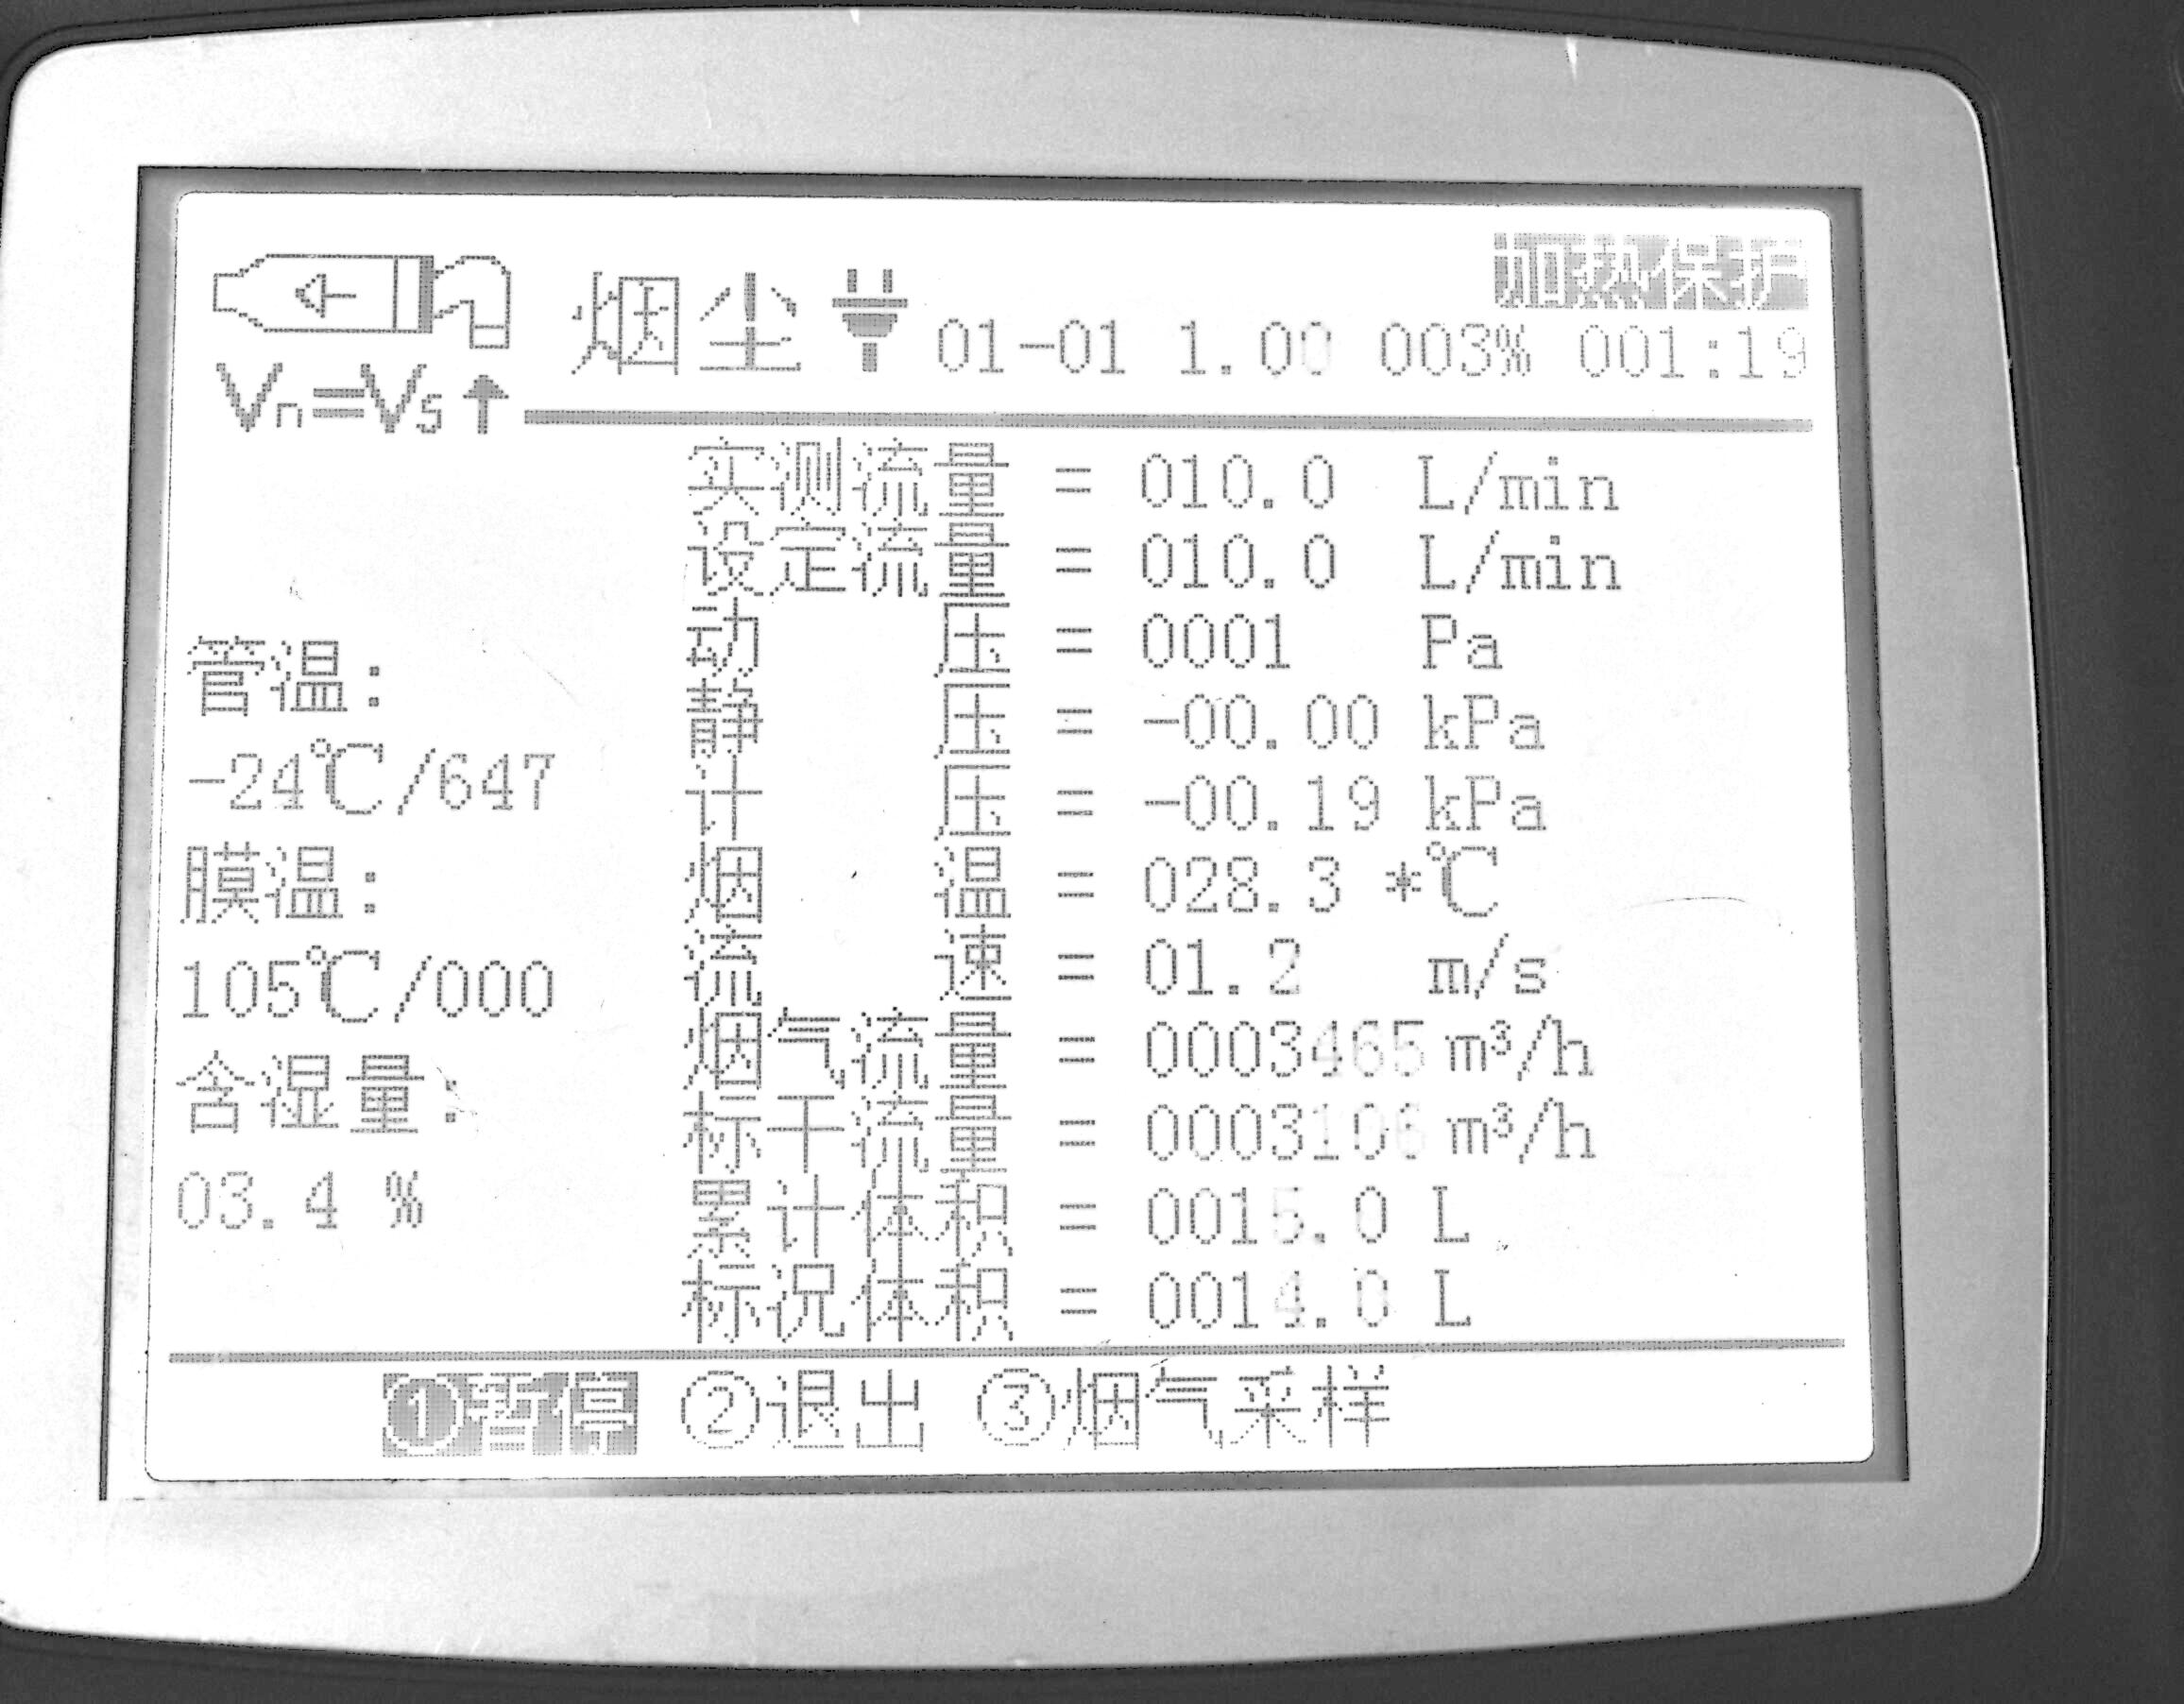 加热保护
烟尘 01-01 1.00 003% 001:19
Vn=Vs↑
实测流量 = 010.0 L/min
设定流量 = 010.0 L/min
动压 = 0001 Pa
静压 = -00.00 kPa
计压 = -00.19 kPa
烟温 = 028.3 *℃
流速 = 01.2 m/s
烟气流量 = 0003465 m³/h
标干流量 = 0003106 m³/h
累计体积 = 0015.0 L
标况体积 = 0014.0 L
管温:
-24℃/647
膜温:
105℃/000
含湿量:
03.4 %
①暂停 ②退出 ③烟气采样